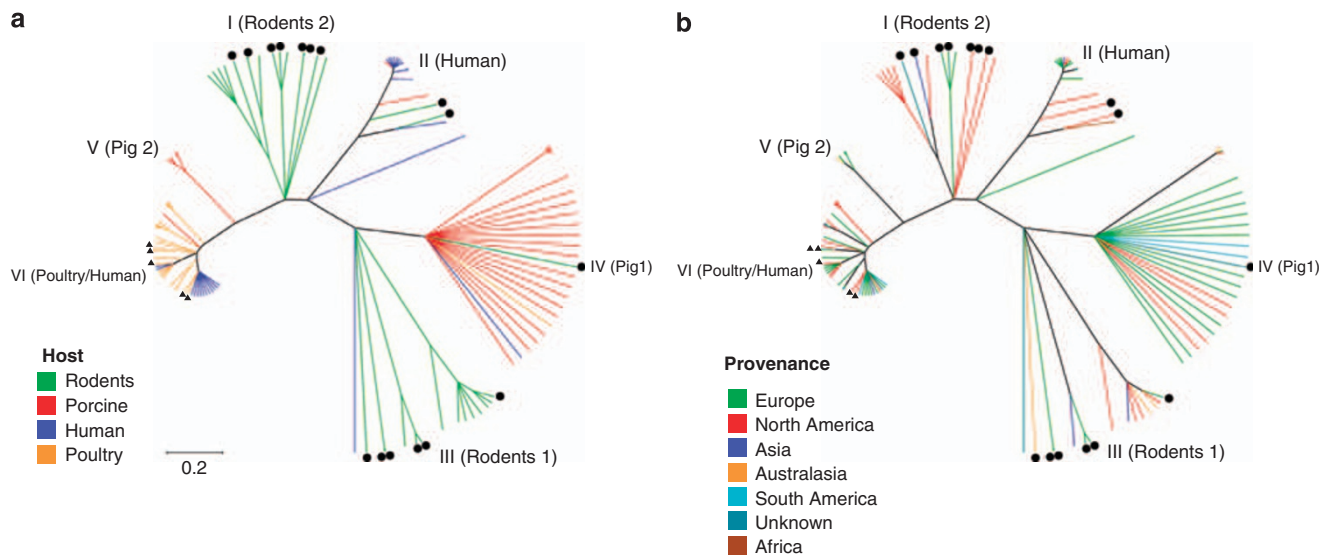 a
I (Rodents 2)
II (Human)
V (Pig 2)
VI (Poultry/Human)
IV (Pig1)
III (Rodents 1)
Host
Rodents
Porcine
Human
Poultry
0.2
b
I (Rodents 2)
II (Human)
V (Pig 2)
VI (Poultry/Human)
IV (Pig1)
III (Rodents 1)
Provenance
Europe
North America
Asia
Australasia
South America
Unknown
Africa